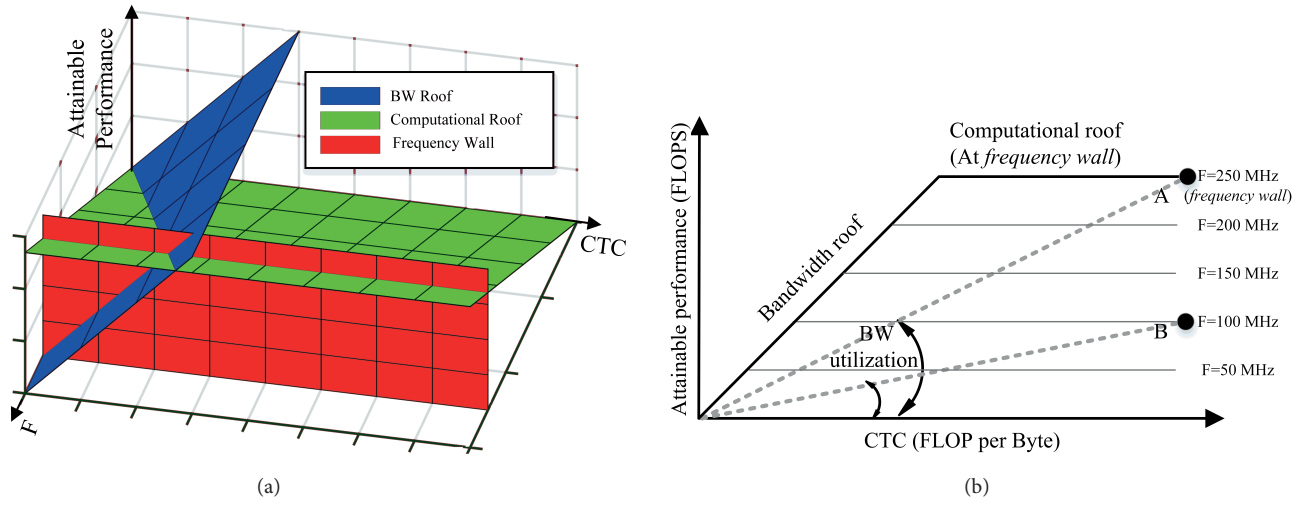 Attainable
Performance
BW Roof
Computational Roof
Frequency Wall
CTC
F
(a)
Attainable performance (FLOPS)
Computational roof
(At frequency wall)
Bandwidth roof
A
F=250 MHz
(frequency wall)
F=200 MHz
F=150 MHz
F=100 MHz
B
BW
utilization
F=50 MHz
CTC (FLOP per Byte)
(b)